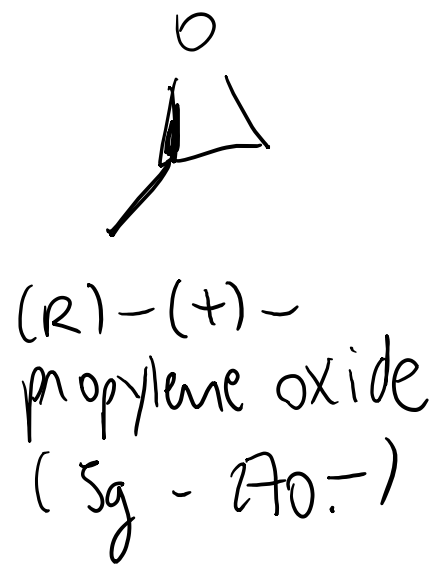 O
(R)-(+)-
propylene oxide
(5g - 270.-)